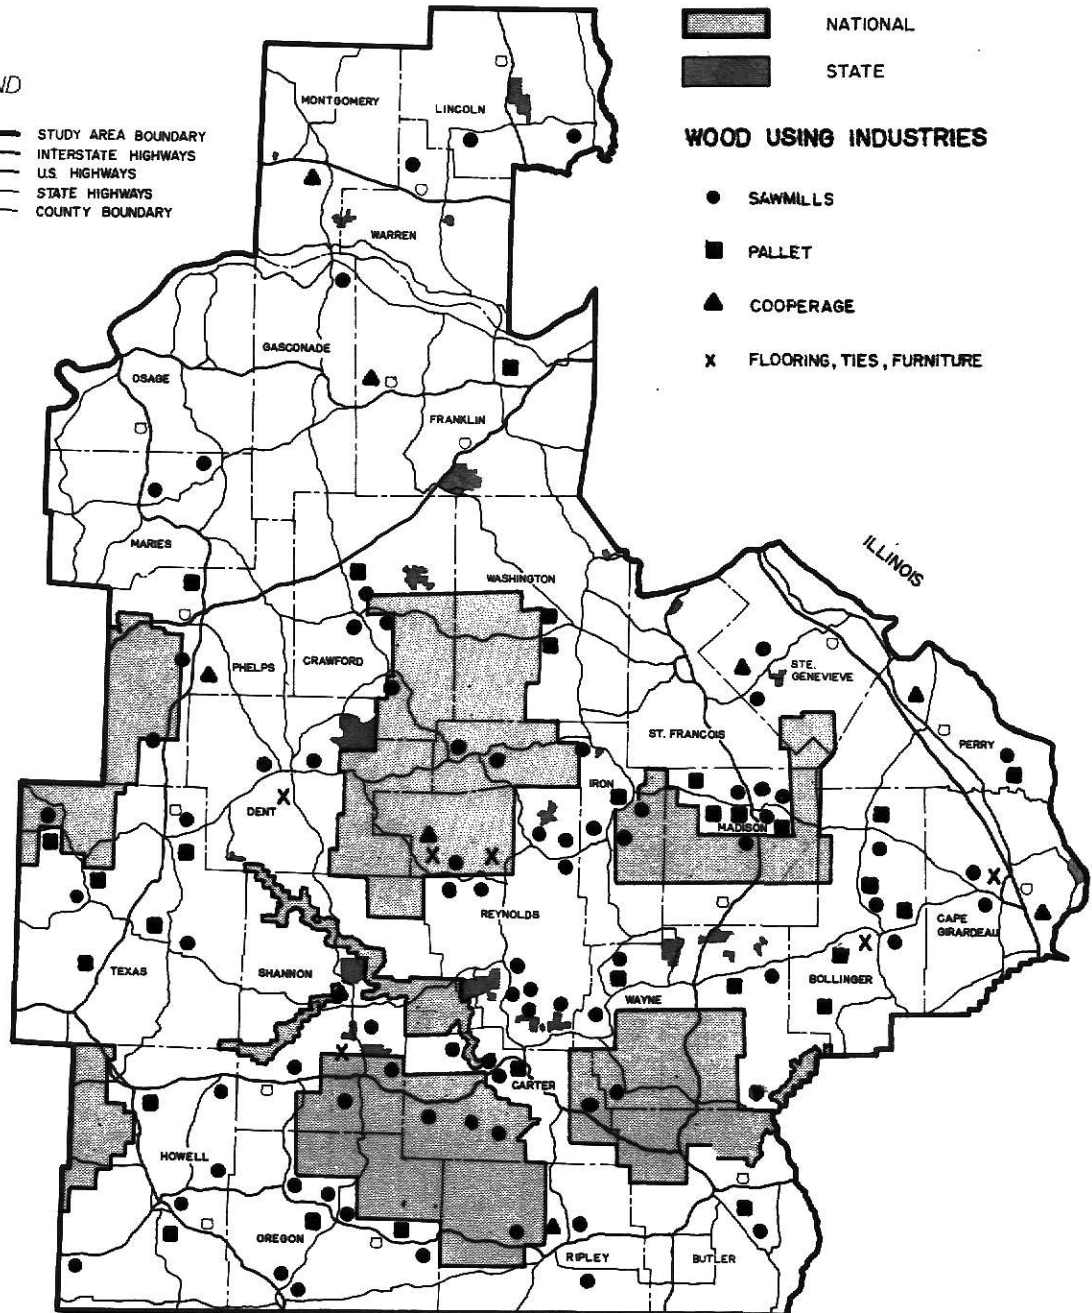 NATIONAL
STATE
ND
STUDY AREA BOUNDARY
INTERSTATE HIGHWAYS
U.S. HIGHWAYS
STATE HIGHWAYS
COUNTY BOUNDARY
WOOD USING INDUSTRIES
SAWMILLS
PALLET
COOPERAGE
X FLOORING, TIES, FURNITURE
MONTGOMERY
LINCOLN
WARREN
GASCONADE
OSAGE
FRANKLIN
MARIES
ILLINOIS
WASHINGTON
PHELPS
CRAWFORD
STE.
GENEVIEVE
ST. FRANCOIS
PERRY
IRON
DENT
MADISON
REYNOLDS
CAPE
GIRARDEAU
TEXAS
SHANNON
BOLLINGER
WAYNE
CARTER
HOWELL
OREGON
RIPLEY
BUTLER